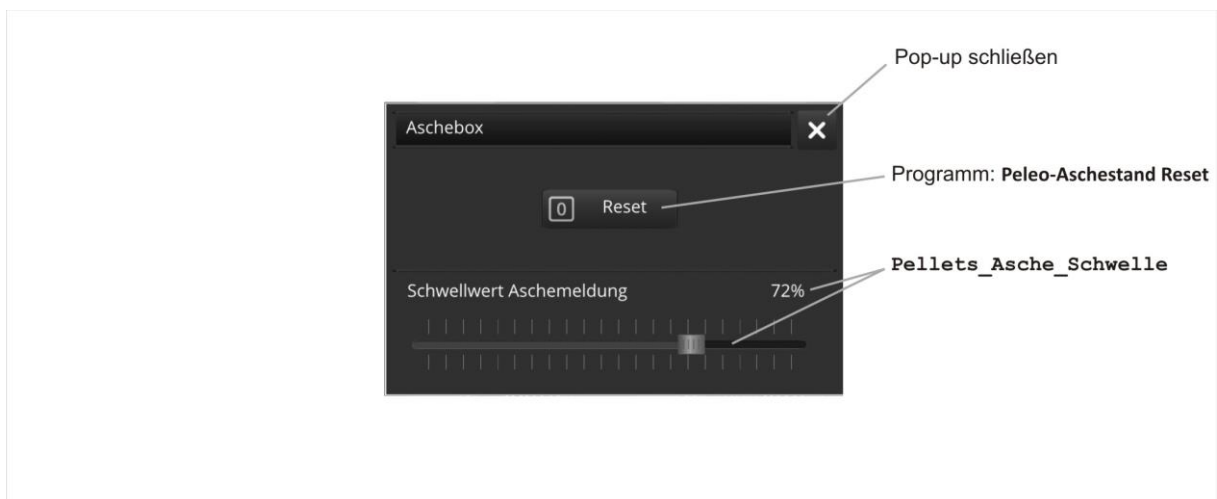 Pop-up schließen
Aschebox
Programm: Peleo-Aschestand Reset
0 Reset
Pellets_Asche_Schwelle
Schwellwert Aschemeldung 72%